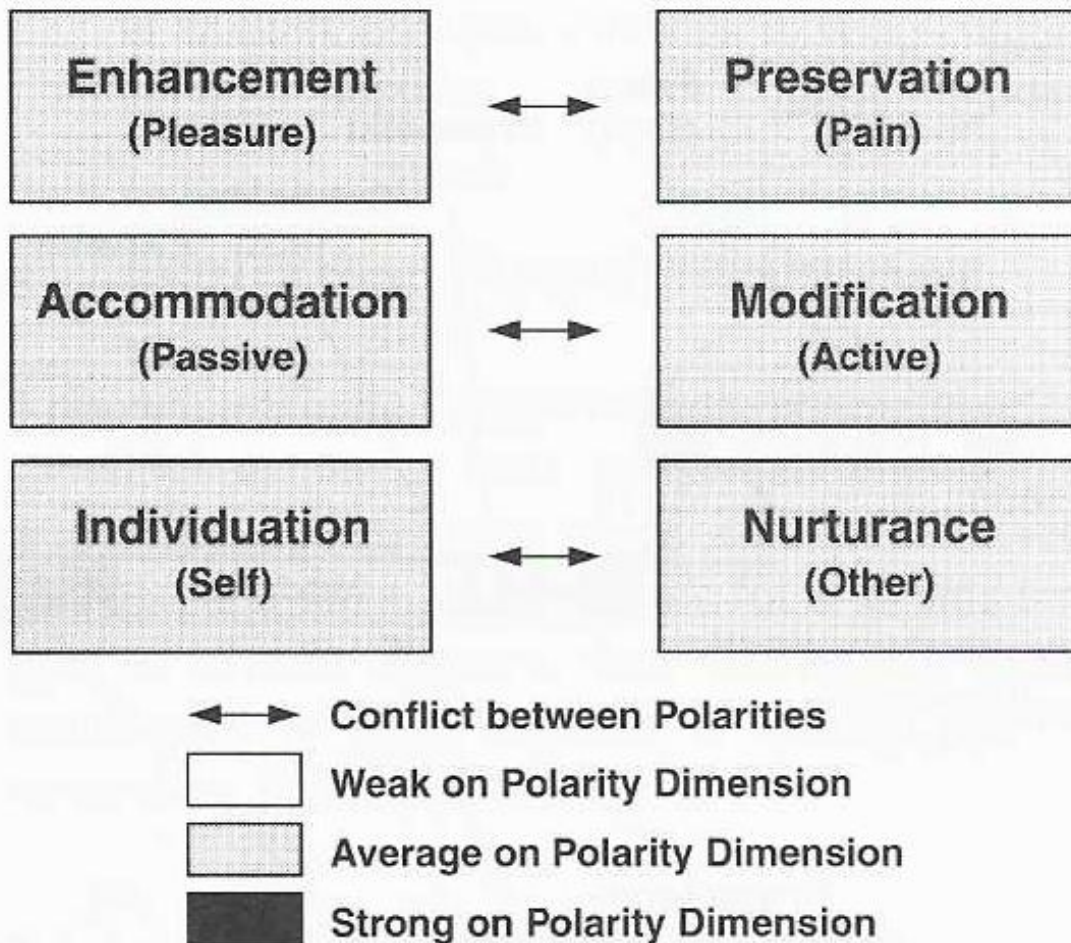 Enhancement
(Pleasure)
Preservation
(Pain)
Accommodation
(Passive)
Modification
(Active)
Individuation
(Self)
Nurturance
(Other)
Conflict between Polarities
Weak on Polarity Dimension
Average on Polarity Dimension
Strong on Polarity Dimension